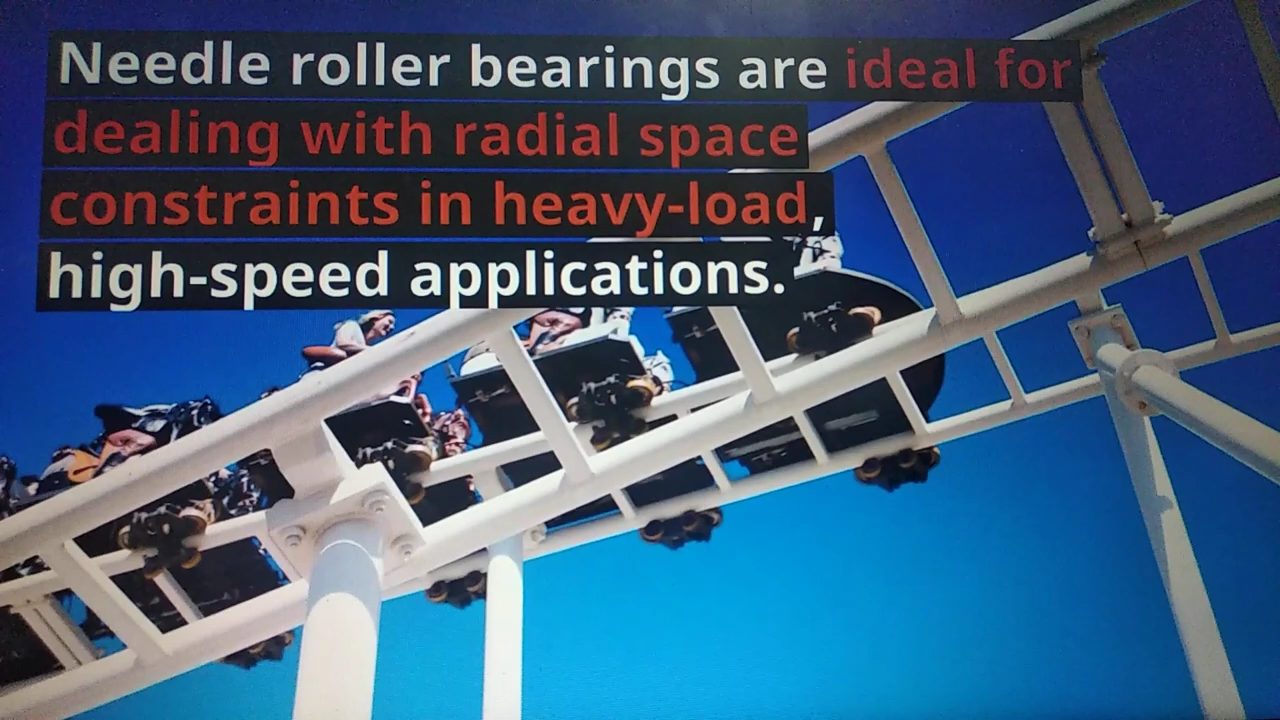 Needle roller bearings are ideal for
dealing with radial space
constraints in heavy-load,
high-speed applications.